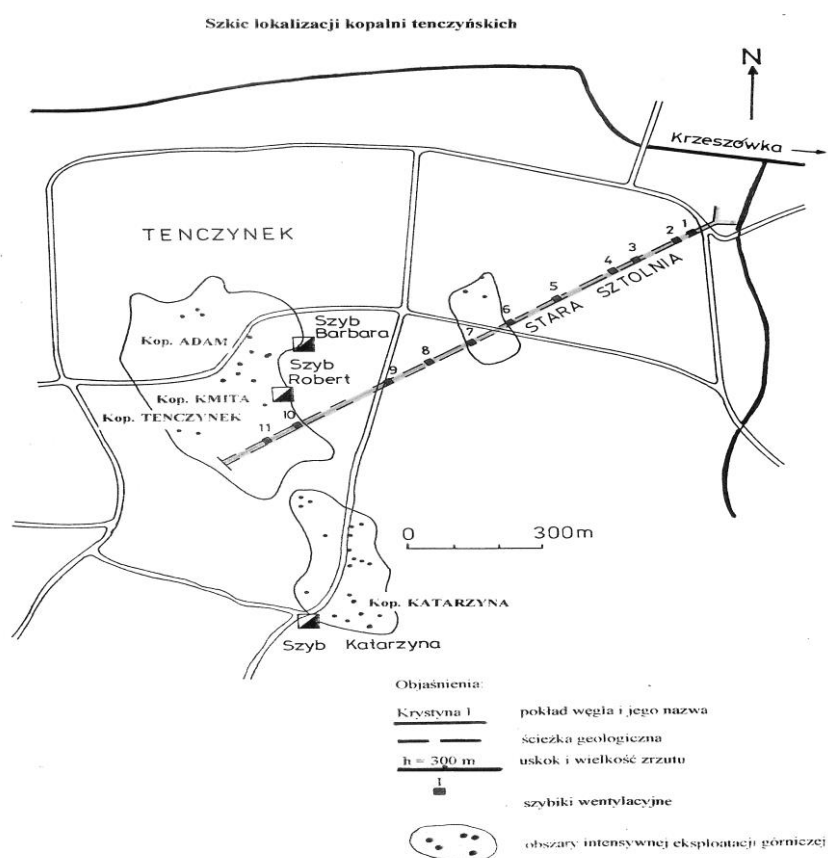 Szkic lokalizacji kopalni tenczyńskich
N
Krzeszówka
TENCZYNEK
1
2
3
4
5
6
7
8
9
10
11
STARA SZTOLNIA
Szyb
Barbara
Kop. ADAM
Szyb
Robert
Kop. KMITA
Kop. TENCZYNEK
0 300m
Kop. KATARZYNA
Szyb Katarzyna
Objaśnienia:
Krystyna I pokład węgla i jego nazwa
ścieżka geologiczna
h = 300 m uskok i wielkość zrzutu
1
szybiki wentylacyjne
obszary intensywnej eksploatacji górniczej